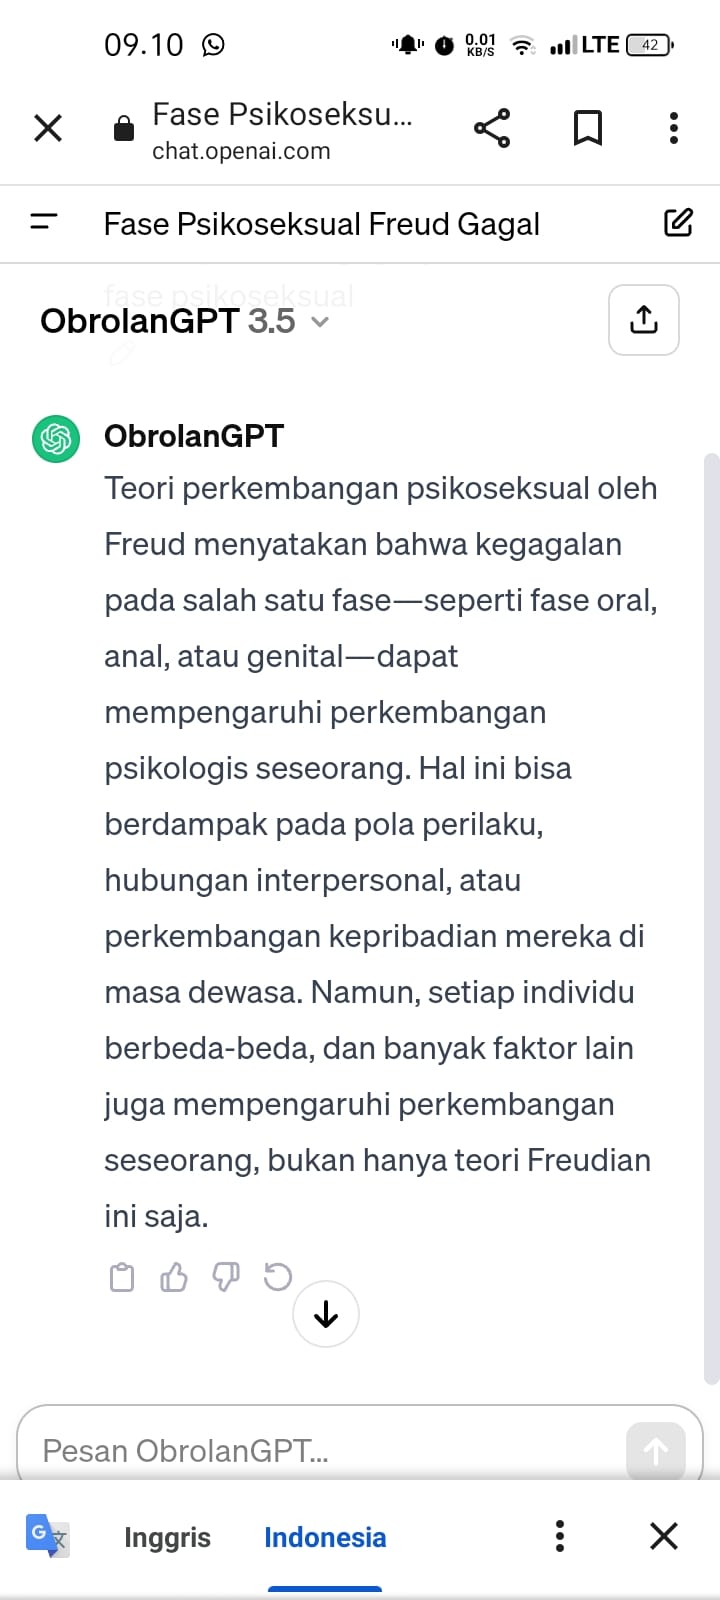 09.10
0.01
KB/S
LTE
42
Fase Psikoseksu...
chat.openai.com
Fase Psikoseksual Freud Gagal
fase psikoseksual
ObrolanGPT 3.5
ObrolanGPT
Teori perkembangan psikoseksual oleh
Freud menyatakan bahwa kegagalan
pada salah satu fase—seperti fase oral,
anal, atau genital—dapat
mempengaruhi perkembangan
psikologis seseorang. Hal ini bisa
berdampak pada pola perilaku,
hubungan interpersonal, atau
perkembangan kepribadian mereka di
masa dewasa. Namun, setiap individu
berbeda-beda, dan banyak faktor lain
juga mempengaruhi perkembangan
seseorang, bukan hanya teori Freudian
ini saja.
Pesan ObrolanGPT...
G 文
Inggris
Indonesia